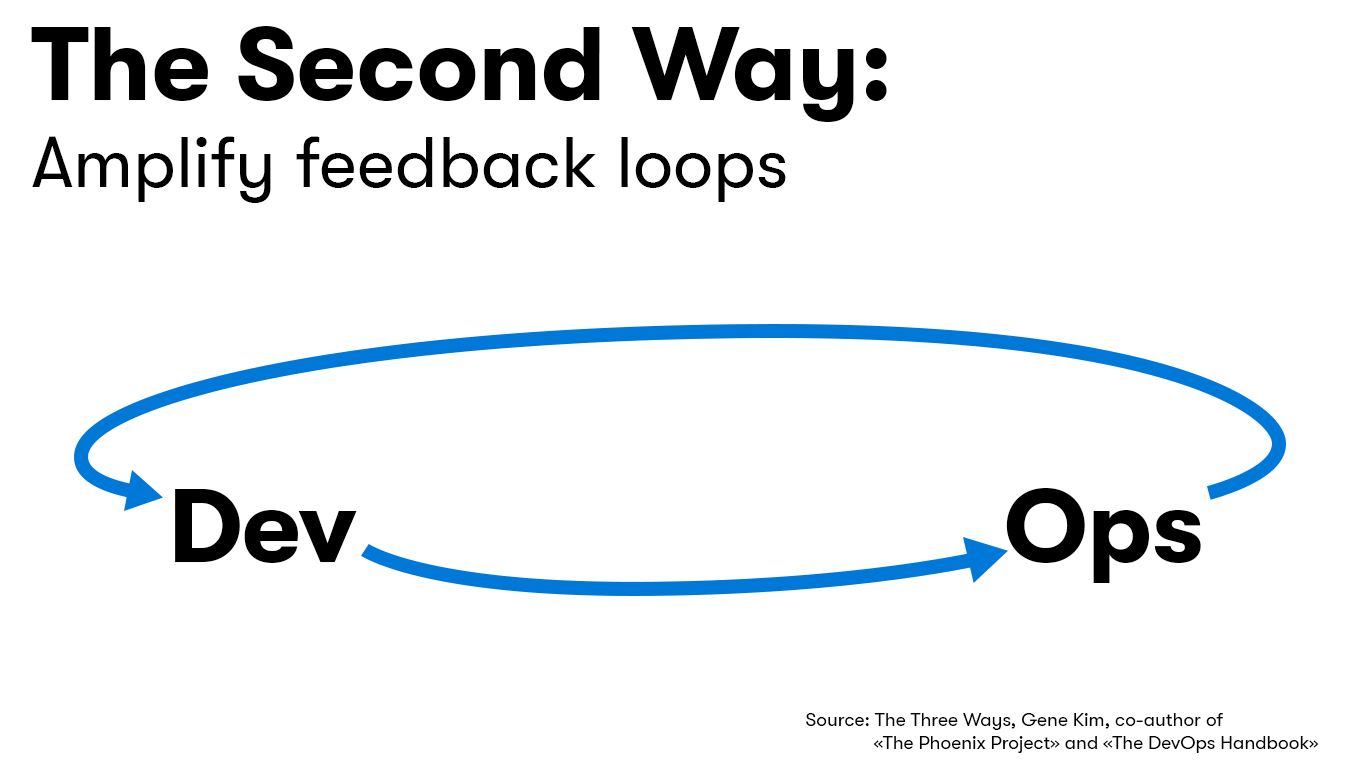 The Second Way:
Amplify feedback loops
Dev
Ops
Source: The Three Ways, Gene Kim, co-author of
«The Phoenix Project» and «The DevOps Handbook»